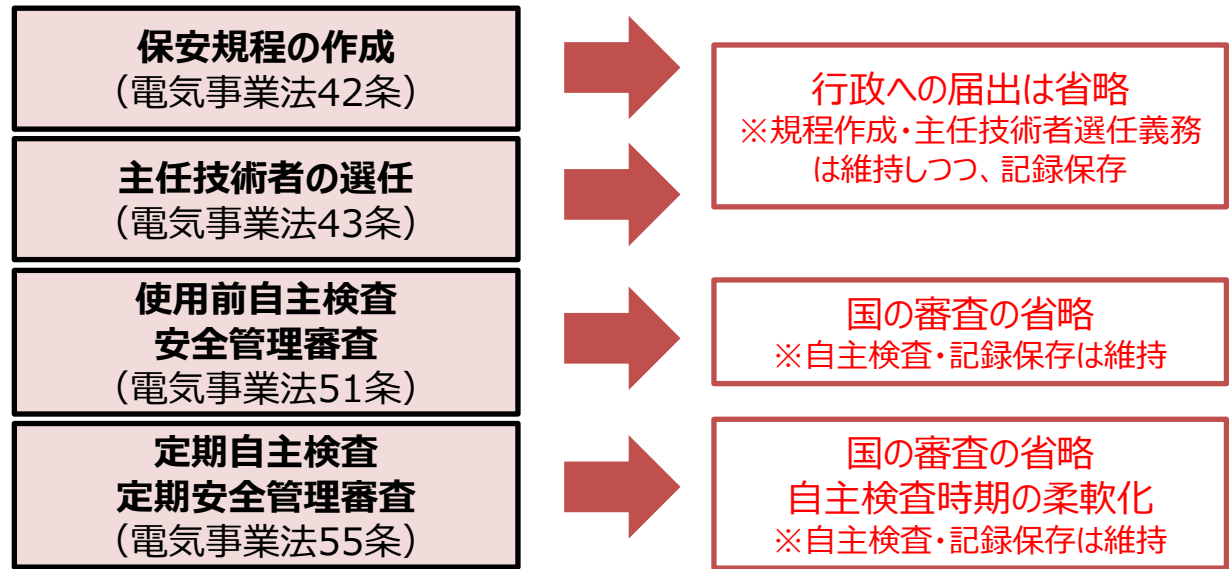 保安規程の作成
（電気事業法42条）
主任技術者の選任
（電気事業法43条）
行政への届出は省略
※規程作成・主任技術者選任義務
は維持しつつ、記録保存
使用前自主検査
安全管理審査
（電気事業法51条）
国の審査の省略
※自主検査・記録保存は維持
定期自主検査
定期安全管理審査
（電気事業法55条）
国の審査の省略
自主検査時期の柔軟化
※自主検査・記録保存は維持